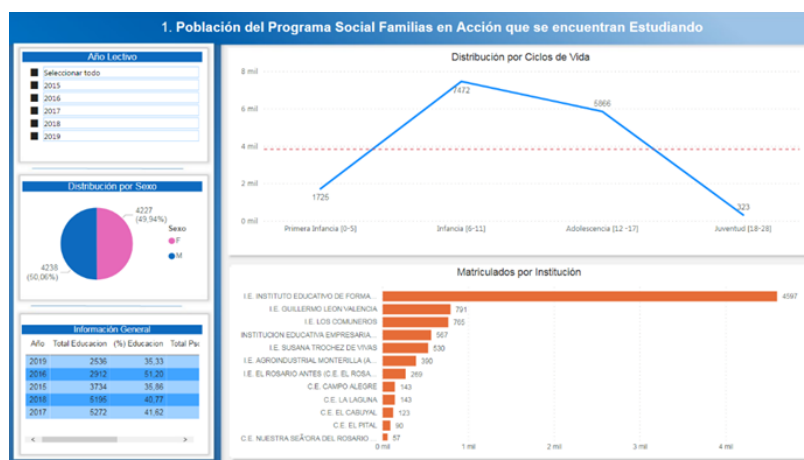 1. Población del Programa Social Familias en Acción que se encuentran Estudiando
Año Lectivo
Seleccionar todo
2015
2016
2017
2018
2019
Distribución por Sexo
4227
(49,94%)
Sexo
F
M
4238
(50,06%)
Información General
Año Total Educacion (%) Educacion Total Psc
2019 2536 35,33
2016 2912 51,20
2015 3734 35,86
2018 5195 40,77
2017 5272 41,62
Distribución por Ciclos de Vida
8 mil
6 mil
4 mil
2 mil
0 mil
1725
7472
5866
323
Primera Infancia [0-5]
Infancia [6-11]
Adolescencia [12 -17]
Juventud [18-28]
Matriculados por Institución
I.E. INSTITUTO EDUCATIVO DE FORMA... 4597
I.E. GUILLERMO LEON VALENCIA 791
I.E. LOS COMUNEROS 765
INSTITUCION EDUCATIVA EMPRESARIA... 567
I.E. SUSANA TROCHEZ DE VIVAS 530
I.E. AGROINDUSTRIAL MONTERILLA (A... 390
I.E. EL ROSARIO ANTES (C.E. EL ROSA... 269
C.E. CAMPO ALEGRE 143
C.E. LA LAGUNA 143
C.E. EL CABUYAL 123
C.E. EL PITAL 90
C.E. NUESTRA SEÃ'ORA DEL ROSARIO ... 57
0 mil
1 mil
2 mil
3 mil
4 mil